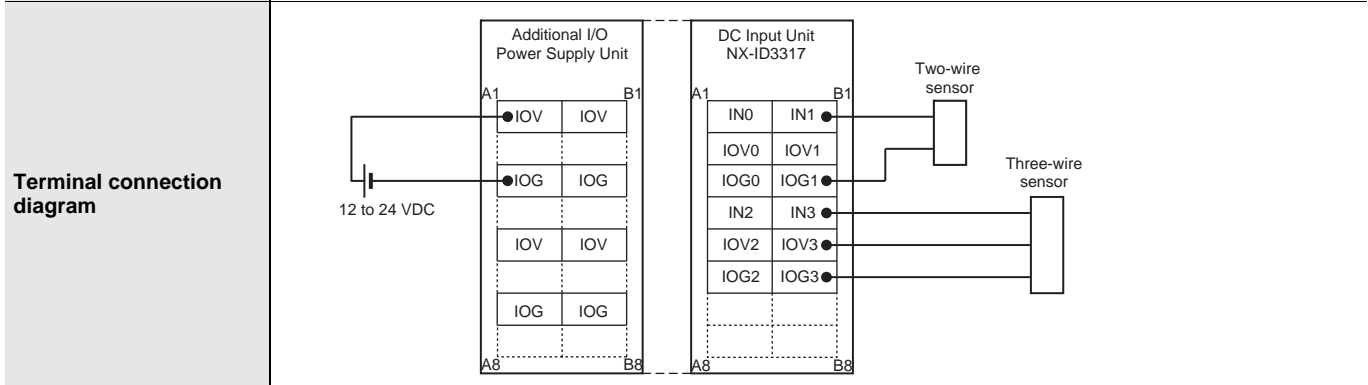 Terminal connection
diagram
Additional I/O
Power Supply Unit
A1
B1
IOV
IOV
IOG
IOG
IOV
IOV
IOG
IOG
A8
B8
12 to 24 VDC
DC Input Unit
NX-ID3317
A1
B1
IN0
IN1
IOV0
IOV1
IOG0
IOG1
IN2
IN3
IOV2
IOV3
IOG2
IOG3
A8
B8
Two-wire
sensor
Three-wire
sensor